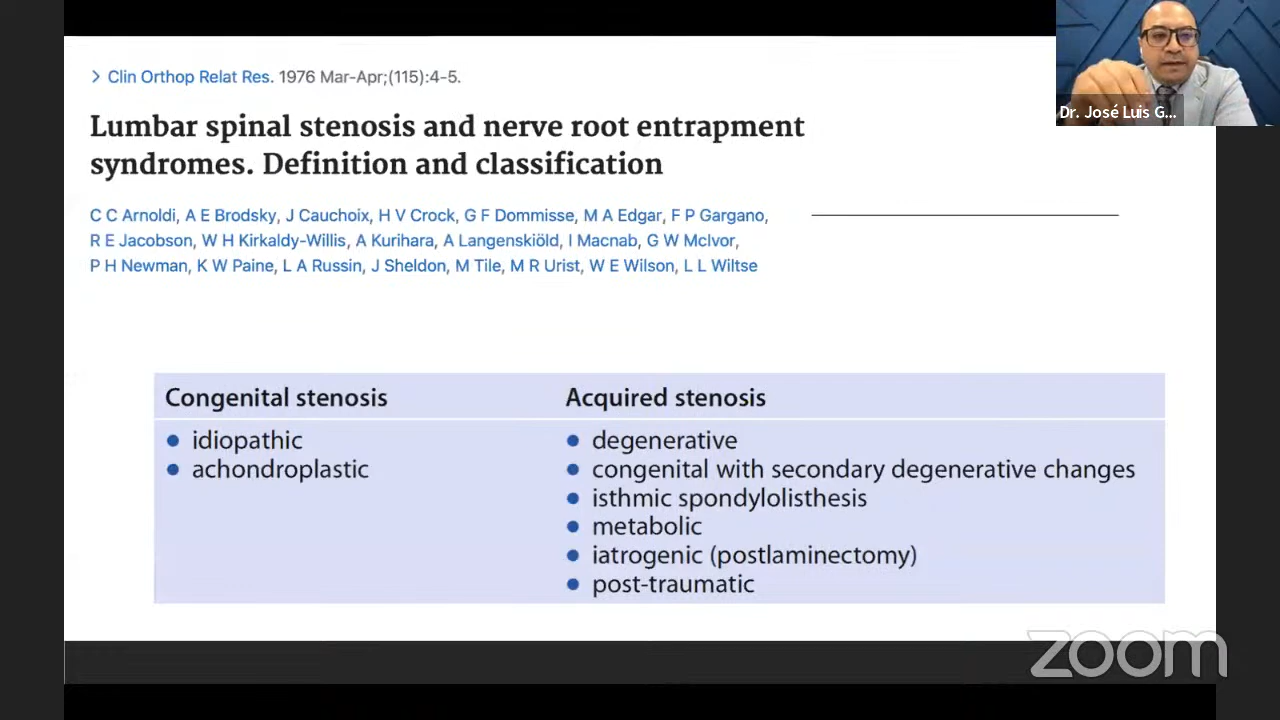 > Clin Orthop Relat Res. 1976 Mar-Apr;(115):4-5.
Lumbar spinal stenosis and nerve root entrapment
syndromes. Definition and classification
C C Arnoldi, A E Brodsky, J Cauchoix, H V Crock, G F Dommisse, M A Edgar, F P Gargano,
R E Jacobson, W H Kirkaldy-Willis, A Kurihara, A Langenskiöld, I Macnab, G W McIvor,
P H Newman, K W Paine, L A Russin, J Sheldon, M Tile, M R Urist, W E Wilson, L L Wiltse
Dr. José Luis G...
Congenital stenosis
• idiopathic
• achondroplastic
Acquired stenosis
• degenerative
• congenital with secondary degenerative changes
• isthmic spondylolisthesis
• metabolic
• iatrogenic (postlaminectomy)
• post-traumatic
zoom